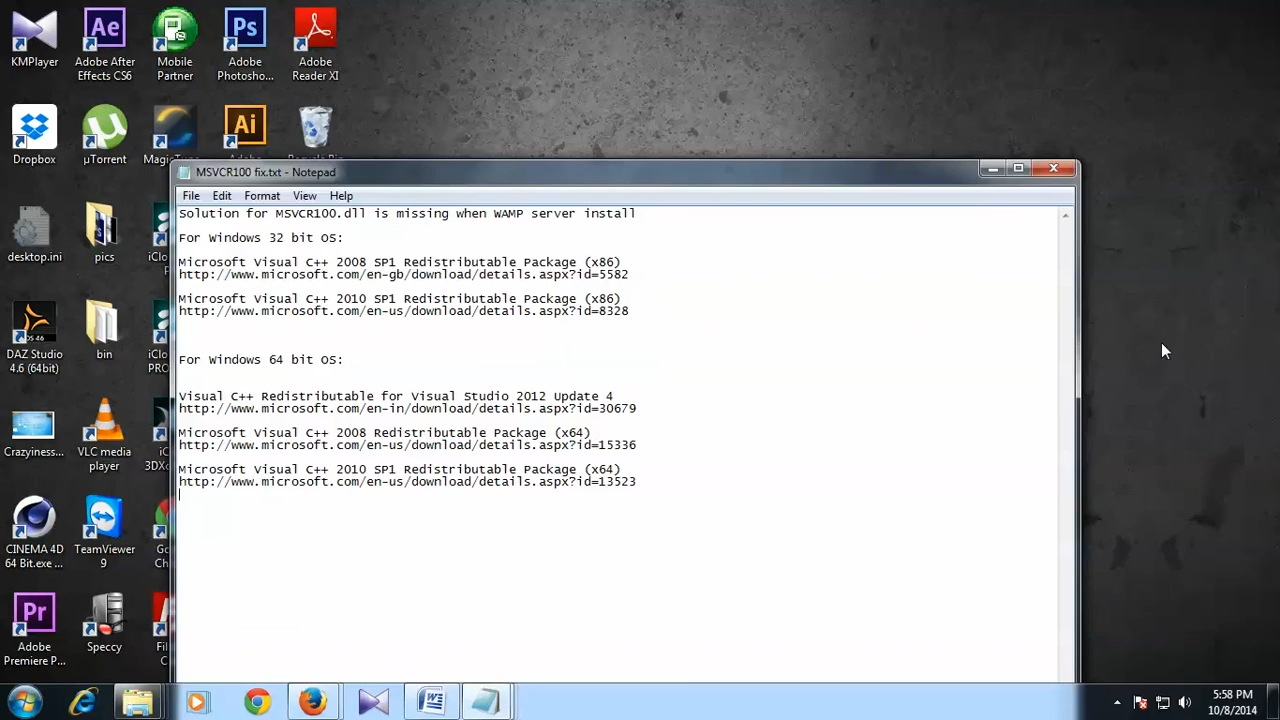 KMPlayer
Ae
Adobe After
Effects CS6
Mobile
Partner
Ps
Adobe
Photosho...
Adobe
Reader XI
Dropbox
µTorrent
Ai
MSVCR100 fix.txt - Notepad
File Edit Format View Help
Solution for MSVCR100.dll is missing when WAMP server install
For Windows 32 bit OS:
Microsoft Visual C++ 2008 SP1 Redistributable Package (x86)
http://www.microsoft.com/en-gb/download/details.aspx?id=5582
Microsoft Visual C++ 2010 SP1 Redistributable Package (x86)
http://www.microsoft.com/en-us/download/details.aspx?id=8328
For Windows 64 bit OS:
Visual C++ Redistributable for Visual Studio 2012 Update 4
http://www.microsoft.com/en-in/download/details.aspx?id=30679
Microsoft Visual C++ 2008 Redistributable Package (x64)
http://www.microsoft.com/en-us/download/details.aspx?id=15336
Microsoft Visual C++ 2010 SP1 Redistributable Package (x64)
http://www.microsoft.com/en-us/download/details.aspx?id=13523
desktop.ini
pics
DAZ Studio
4.6 (64bit)
bin
Crazyiness...
VLC media
player
CINEMA 4D
64 Bit.exe ...
TeamViewer
9
Pr
Adobe
Premiere P...
Speccy
5:58 PM
10/8/2014